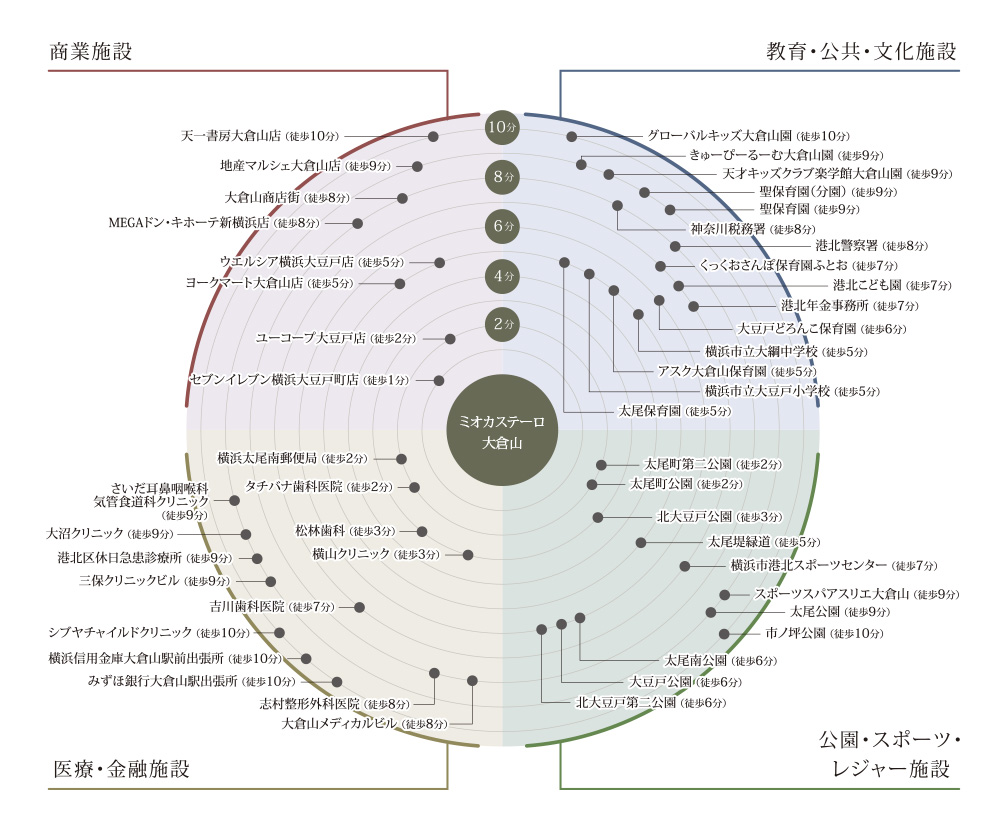 商業施設
天一書房大倉山店（徒歩10分）
地産マルシェ大倉山店（徒歩9分）
大倉山商店街（徒歩8分）
MEGAドン・キホーテ新横浜店（徒歩8分）
ウエルシア横浜大豆戸店（徒歩5分）
ヨークマート大倉山店（徒歩5分）
ユーコープ大豆戸店（徒歩2分）
セブンイレブン横浜大豆戸町店（徒歩1分）
教育・公共・文化施設
グローバルキッズ大倉山園（徒歩10分）
きゅーぴーるーむ大倉山園（徒歩9分）
天才キッズクラブ楽学館大倉山園（徒歩9分）
聖保育園（分園）（徒歩9分）
聖保育園（徒歩9分）
神奈川税務署（徒歩8分）
港北警察署（徒歩8分）
くっくおさんぽ保育園ふとお（徒歩7分）
港北こども園（徒歩7分）
港北年金事務所（徒歩7分）
大豆戸どろんこ保育園（徒歩6分）
横浜市立大綱中学校（徒歩5分）
アスク大倉山保育園（徒歩5分）
横浜市立大豆戸小学校（徒歩5分）
太尾保育園（徒歩5分）
10分
8分
6分
4分
2分
ミオカステーロ
大倉山
横浜太尾南郵便局（徒歩2分）
タチバナ歯科医院（徒歩2分）
さいだ耳鼻咽喉科
気管食道科クリニック
（徒歩9分）
松林歯科（徒歩3分）
大沼クリニック（徒歩9分）
横山クリニック（徒歩3分）
港北区休日急患診療所（徒歩9分）
三保クリニックビル（徒歩9分）
吉川歯科医院（徒歩7分）
シブヤチャイルドクリニック（徒歩10分）
横浜信用金庫大倉山駅前出張所（徒歩10分）
みずほ銀行大倉山駅出張所（徒歩10分）
志村整形外科医院（徒歩8分）
大倉山メディカルビル（徒歩8分）
医療・金融施設
太尾町第二公園（徒歩2分）
太尾町公園（徒歩2分）
北大豆戸公園（徒歩3分）
太尾堤緑道（徒歩5分）
横浜市港北スポーツセンター（徒歩7分）
スポーツスパアスリエ大倉山（徒歩9分）
太尾公園（徒歩9分）
市ノ坪公園（徒歩10分）
太尾南公園（徒歩6分）
大豆戸公園（徒歩6分）
北大豆戸第二公園（徒歩6分）
公園・スポーツ・
レジャー施設